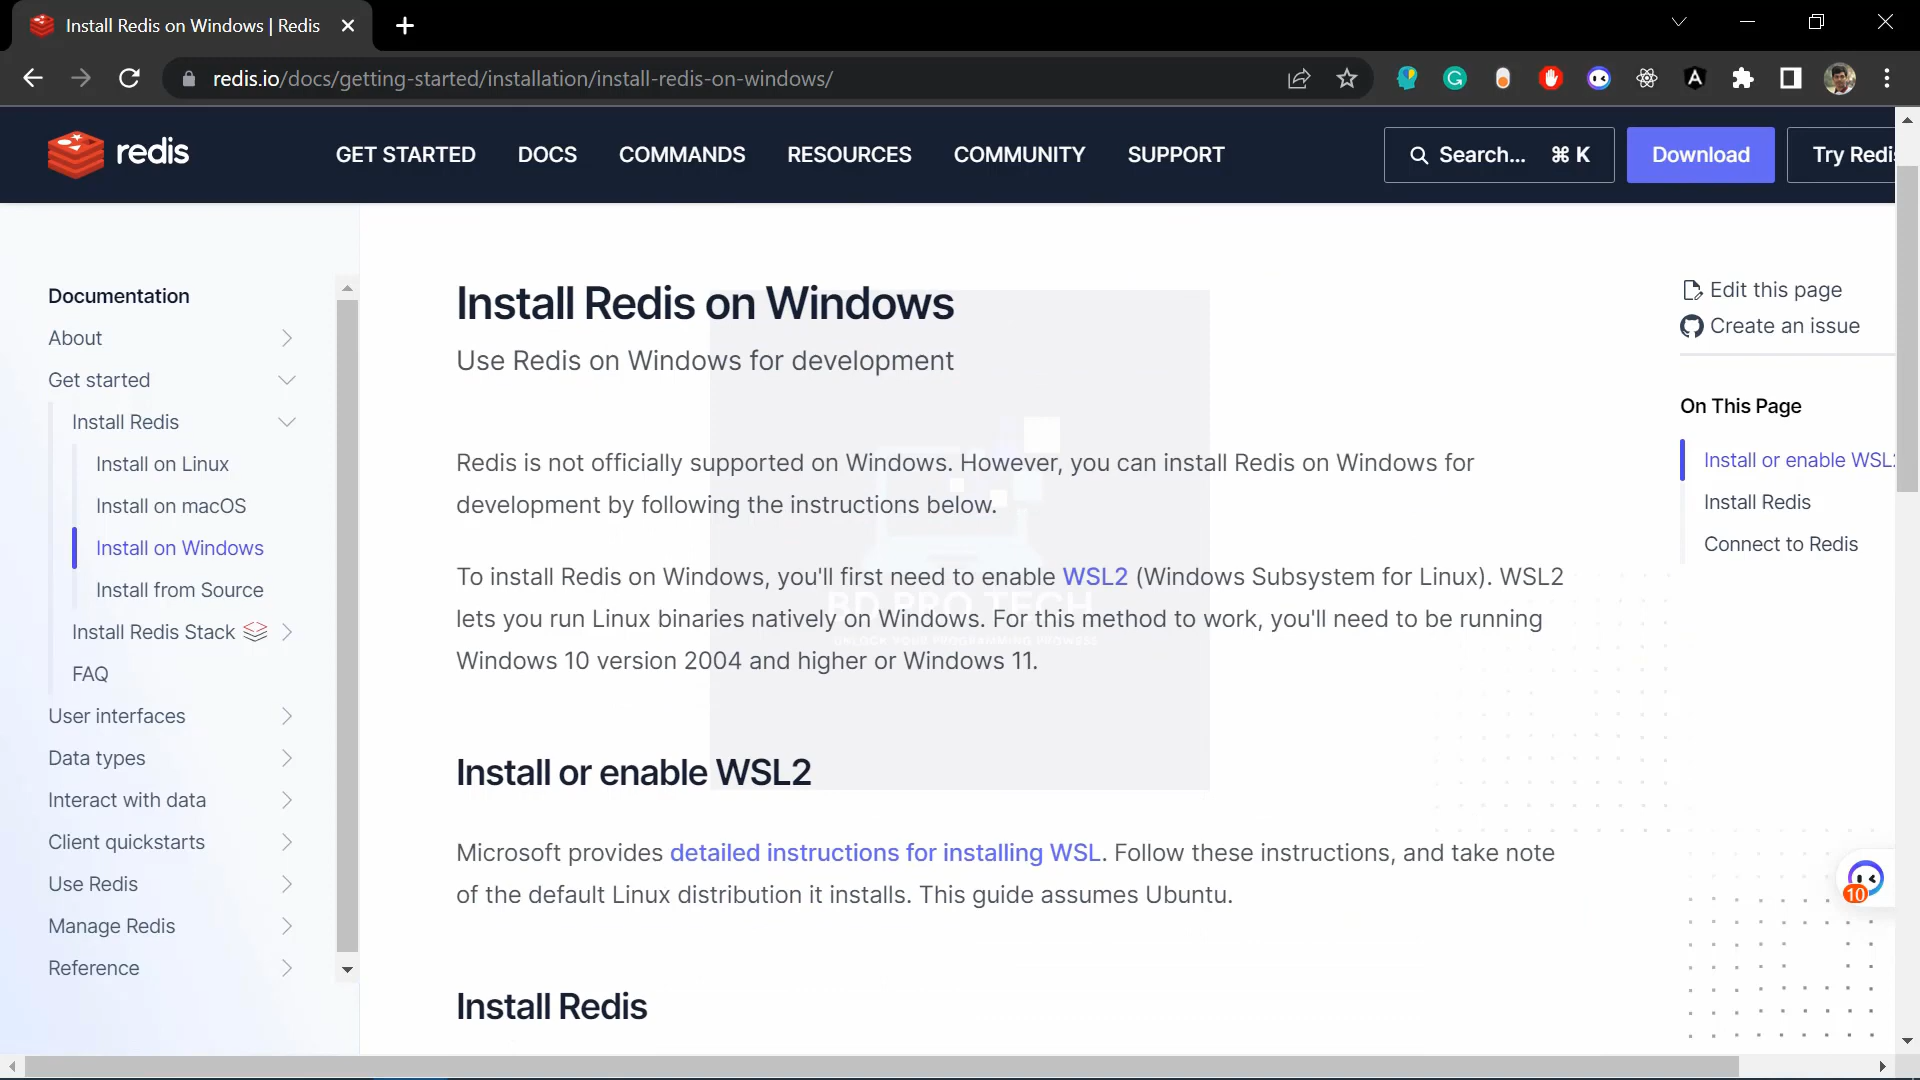 Install Redis on Windows | Redis
redis.io/docs/getting-started/installation/install-redis-on-windows/
redis
GET STARTED
DOCS
COMMANDS
RESOURCES
COMMUNITY
SUPPORT
Search... ⌘ K
Download
Try Redis
Documentation
About
Get started
Install Redis
Install on Linux
Install on macOS
Install on Windows
Install from Source
Install Redis Stack
FAQ
User interfaces
Data types
Interact with data
Client quickstarts
Use Redis
Manage Redis
Reference
Install Redis on Windows
Use Redis on Windows for development
Redis is not officially supported on Windows. However, you can install Redis on Windows for
development by following the instructions below.
To install Redis on Windows, you'll first need to enable WSL2 (Windows Subsystem for Linux). WSL2
lets you run Linux binaries natively on Windows. For this method to work, you'll need to be running
Windows 10 version 2004 and higher or Windows 11.
BD PRO TECH
UNLOCK YOUR PROGRAMMING PROWESS
Install or enable WSL2
Microsoft provides detailed instructions for installing WSL. Follow these instructions, and take note
of the default Linux distribution it installs. This guide assumes Ubuntu.
Install Redis
Edit this page
Create an issue
On This Page
Install or enable WSL2
Install Redis
Connect to Redis
10